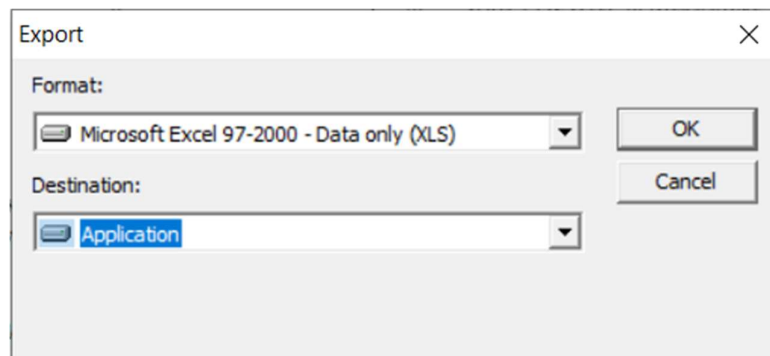 Export
Format:
Microsoft Excel 97-2000 - Data only (XLS)
OK
Destination:
Cancel
Application